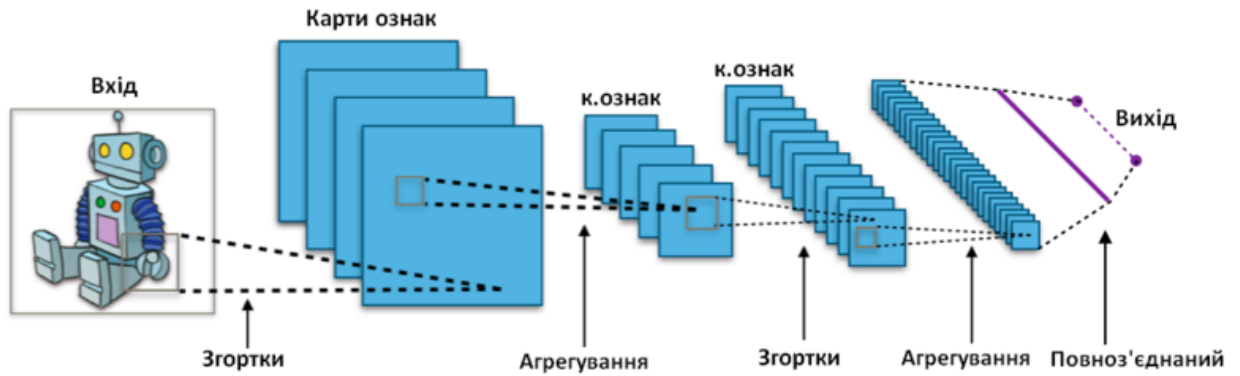 Карти ознак
Вхід
к.ознак
к.ознак
Вихід
Згортки
Агрегування
Згортки
Агрегування
Повноз'єднаний